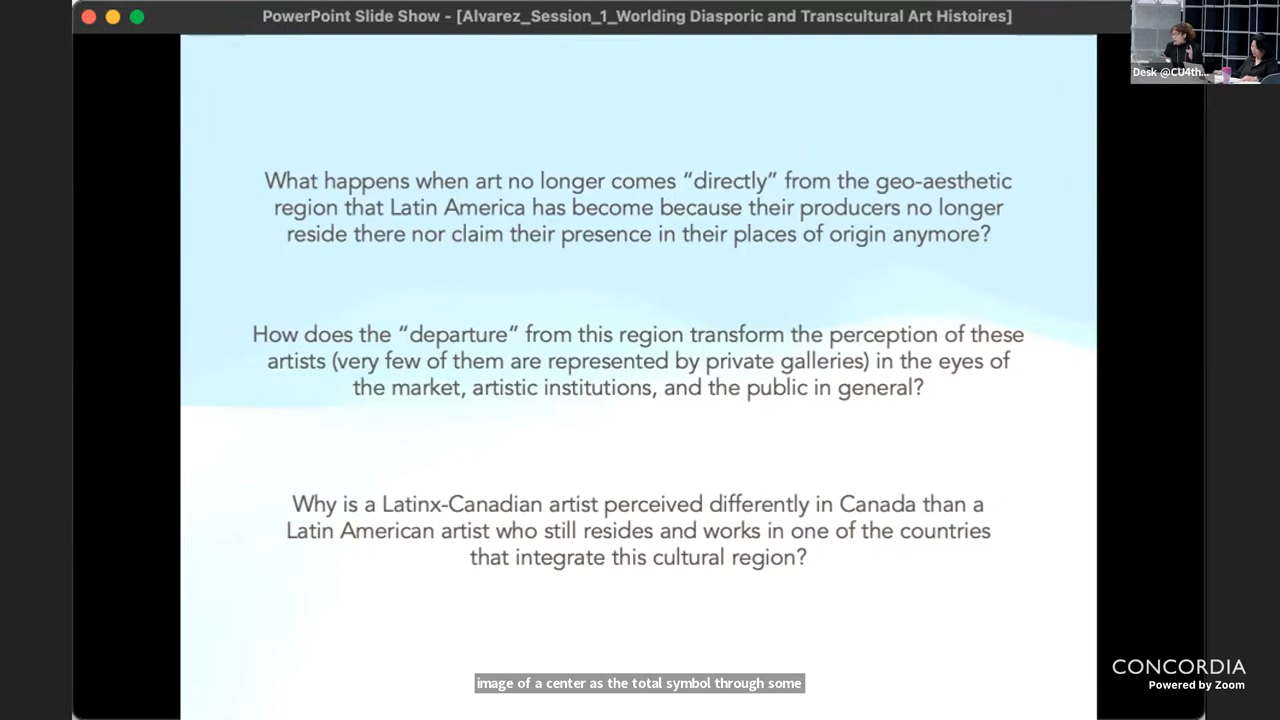 PowerPoint Slide Show - [Alvarez_Session_1_Worlding Diasporic and Transcultural Art Histoires]
Desk @CU4th...
What happens when art no longer comes “directly” from the geo-aesthetic
region that Latin America has become because their producers no longer
reside there nor claim their presence in their places of origin anymore?
How does the “departure” from this region transform the perception of these
artists (very few of them are represented by private galleries) in the eyes of
the market, artistic institutions, and the public in general?
Why is a Latinx-Canadian artist perceived differently in Canada than a
Latin American artist who still resides and works in one of the countries
that integrate this cultural region?
CONCORDIA
Powered by Zoom
image of a center as the total symbol through some